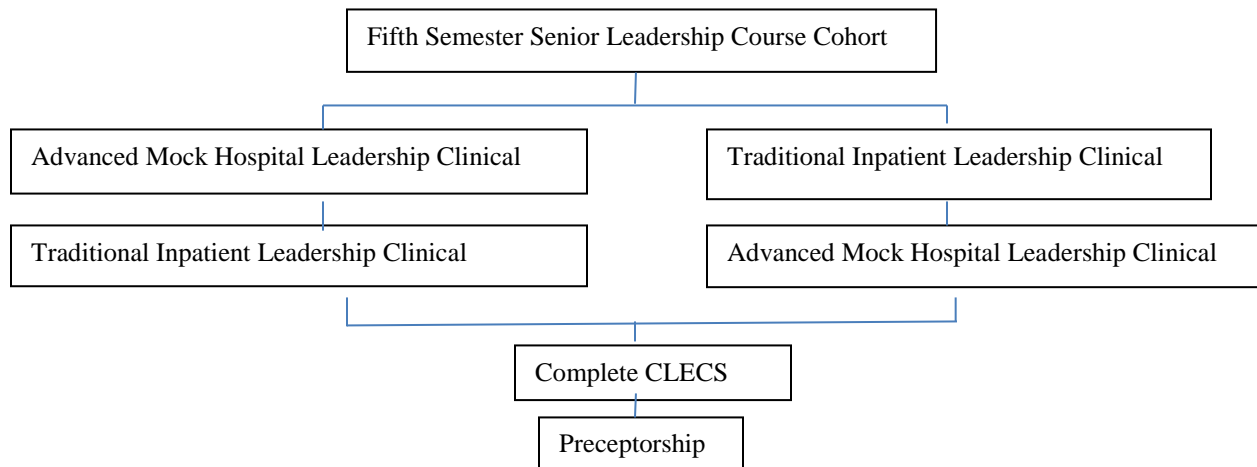 Fifth Semester Senior Leadership Course Cohort
Advanced Mock Hospital Leadership Clinical
Traditional Inpatient Leadership Clinical
Traditional Inpatient Leadership Clinical
Advanced Mock Hospital Leadership Clinical
Complete CLECS
Preceptorship